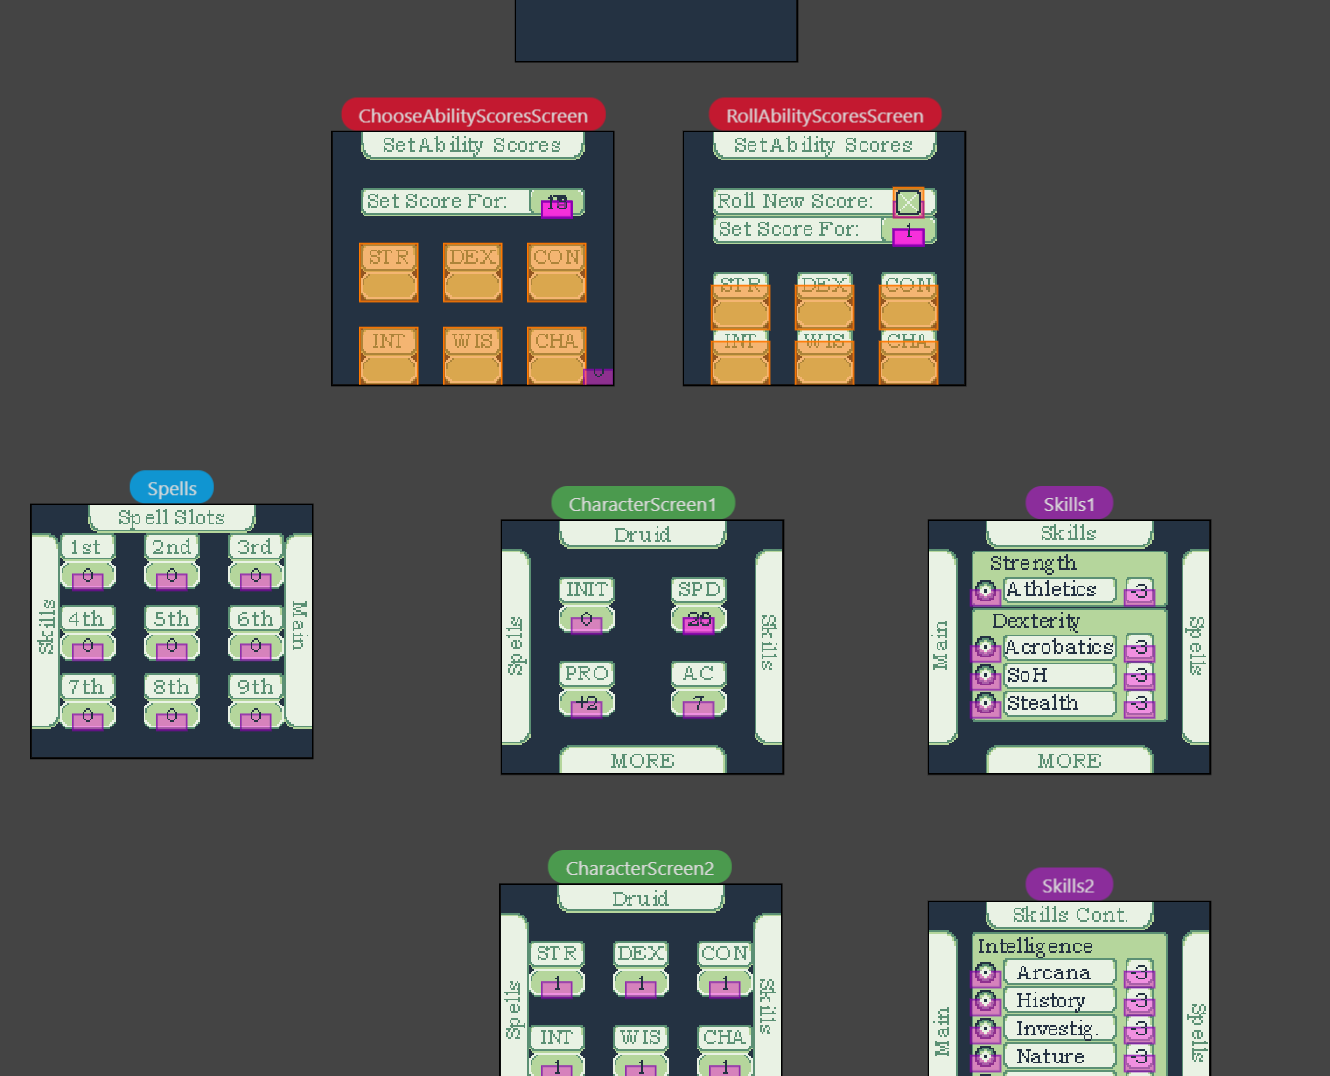 ChooseAbilityScoresScreen
Set Ability Scores
Set Score For:
STR DEX CON
INT WIS CHA
0
RollAbilityScoresScreen
Set Ability Scores
Roll New Score:
Set Score For: 1
STR DEX CON
INT WIS CHA
Spells
Spell Slots
1st 2nd 3rd
0 0 0
4th 5th 6th
0 0 0
7th 8th 9th
0 0 0
Skills
Main
CharacterScreen1
Druid
INIT SPD
0
PRO AC
+2 7
Spells
Skills
MORE
Skills1
Skills
Strength
Athletics -3
Dexterity
Acrobatics -3
SoH -3
Stealth -3
Main
Spells
MORE
CharacterScreen2
Druid
STR DEX CON
1 1 1
INT WIS CHA
1 1 1
Spells
Skills
Skills2
Skills Cont.
Intelligence
Arcana -3
History -3
Investig. -3
Nature -3
Main
Spells